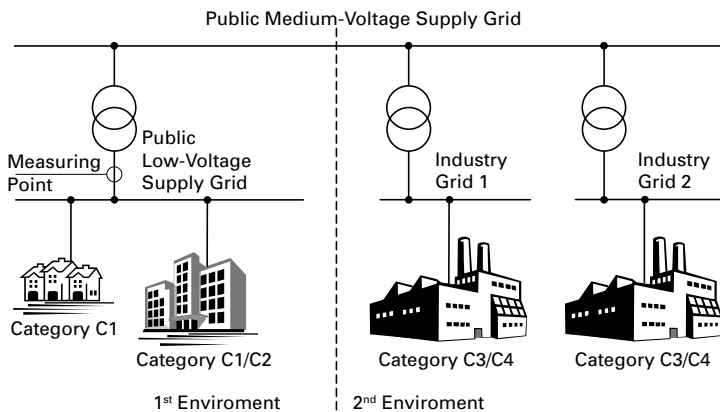 Public Medium-Voltage Supply Grid
Public
Low-Voltage
Supply Grid
Measuring
Point
Industry
Grid 1
Industry
Grid 2
Category C1
Category C1/C2
Category C3/C4
Category C3/C4
1st Enviroment
2nd Enviroment